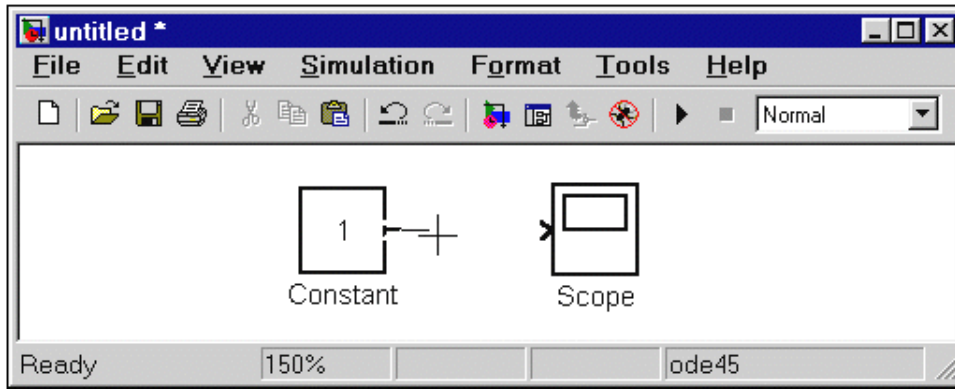 untitled *
File Edit View Simulation Format Tools Help
Normal
1
Constant Scope
Ready 150% ode45